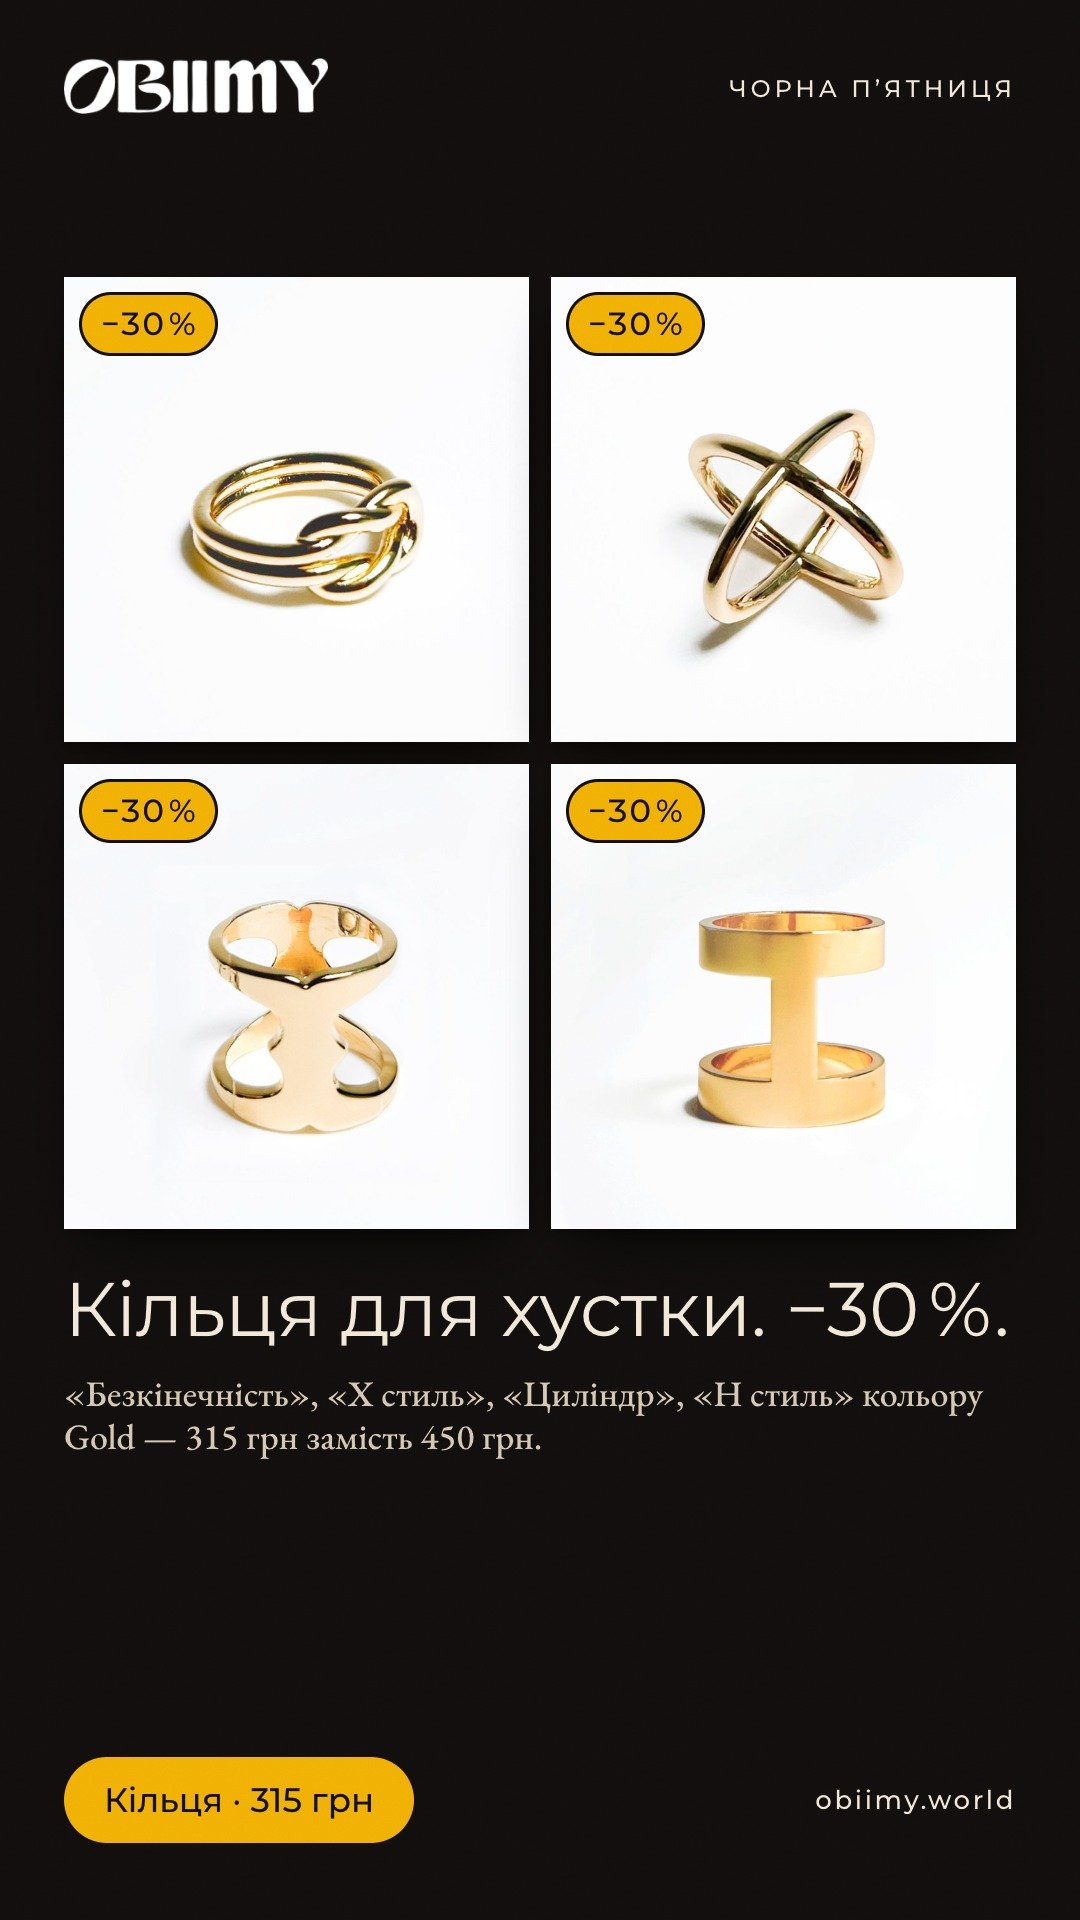 OBIIMY
ЧОРНА П’ЯТНИЦЯ
−30 %
−30 %
−30 %
−30 %
Кільця для хустки. −30 %.
«Безкінечність», «Х стиль», «Циліндр», «Н стиль» кольору
Gold — 315 грн замість 450 грн.
Кільця · 315 грн
obiimy.world